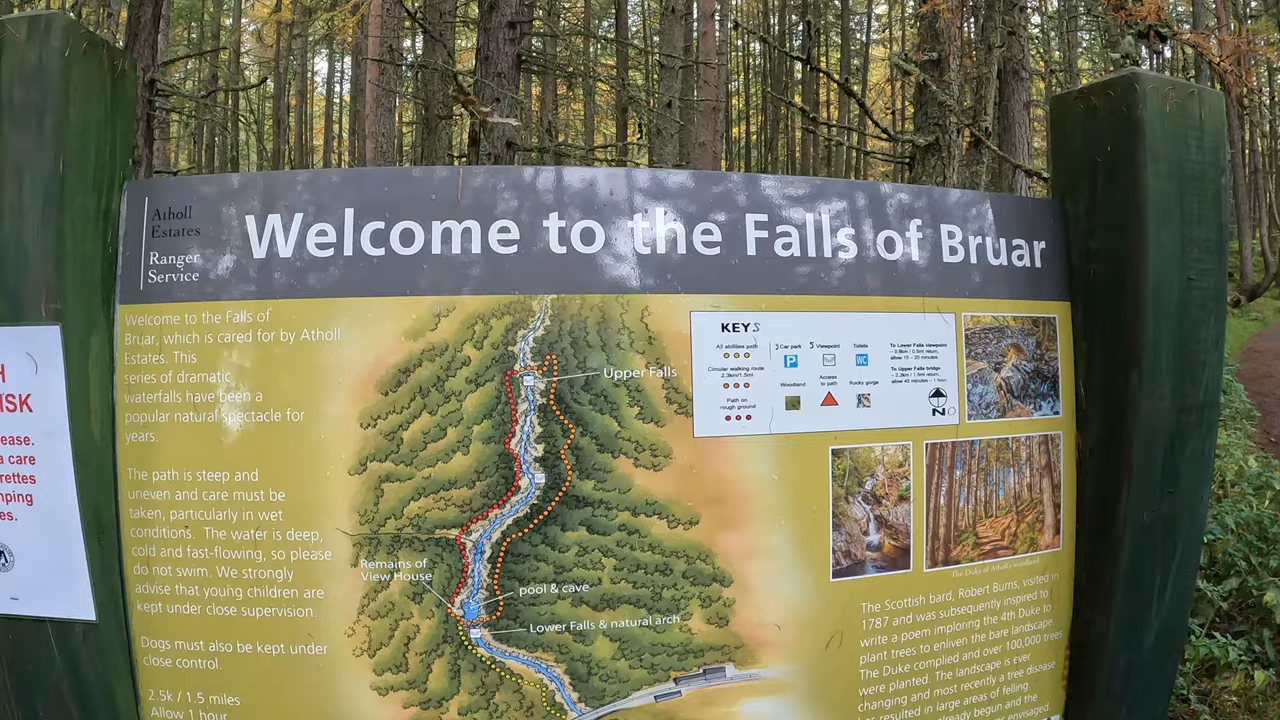 Atholl
Estates
Ranger
Service
Welcome to the Falls of Bruar
Welcome to the Falls of
Bruar, which is cared for by Atholl
Estates. This
series of dramatic
waterfalls have been a
popular natural spectacle for
years.
The path is steep and
uneven and care must be
taken, particularly in wet
conditions. The water is deep,
cold and fast-flowing, so please
do not swim. We strongly
advise that young children are
kept under close supervision.
Dogs must also be kept under
close control.
2.5k / 1.5 miles
Allow 1 hour
Upper Falls
Remains of
View House
pool & cave
Lower Falls & natural arch
KEYS
All abilities path
Circular walking route
2.3km/1.5mi
Path on
rough ground
Car park
P
Viewpoint
Toilets
WC
Woodland
Access
to path
Rocky gorge
To Lower Falls viewpoint
- 0.8km / 0.5m return,
allow 15 - 20 minutes
To Upper Falls bridge
- 2.3km / 1.5m return,
allow 40 minutes - 1 hour
N
The Duke of Atholl's woodland
The Scottish bard, Robert Burns, visited in
1787 and was subsequently inspired to
write a poem imploring the 4th Duke to
plant trees to enliven the bare landscape.
The Duke complied and over 100,000 trees
were planted. The landscape is ever
changing and most recently a tree disease
resulted in large areas of felling
already begun and the
envisaged.
H
ISK
ease.
a care
rettes
mping
es.